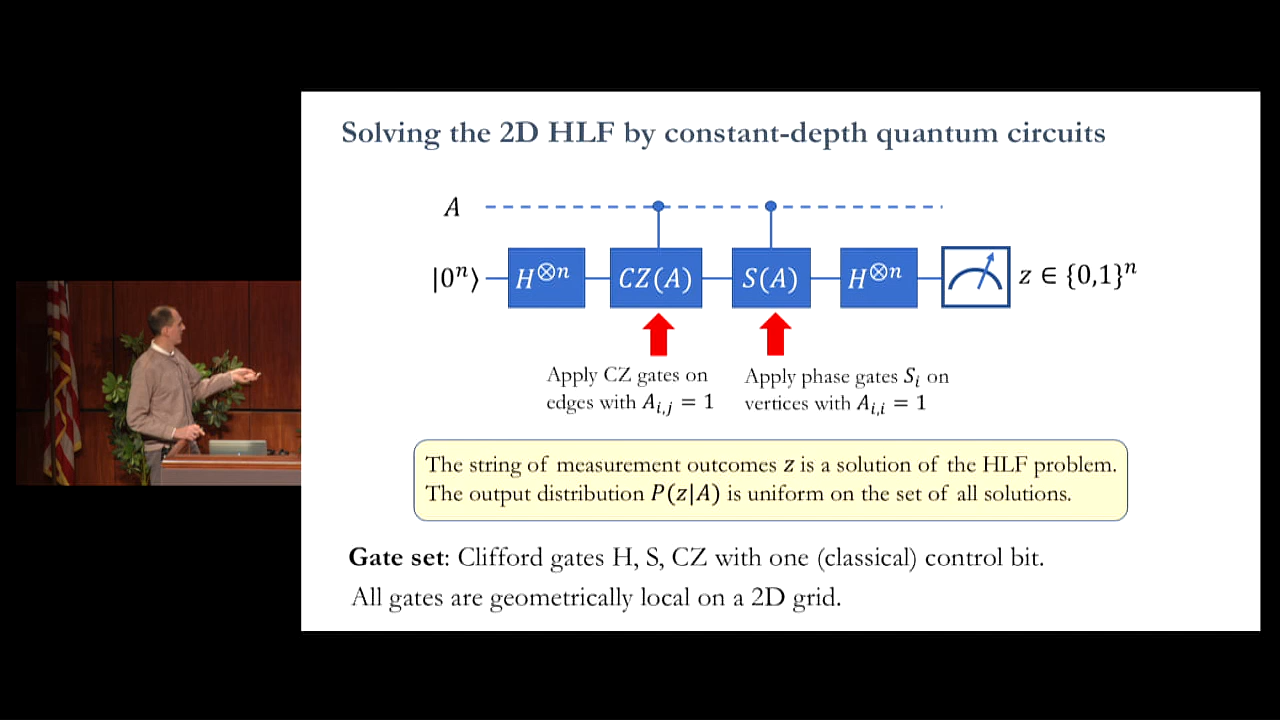 Solving the 2D HLF by constant-depth quantum circuits
A
|0ⁿ⟩ H^⊗n CZ(A) S(A) H^⊗n z ∈ {0,1}ⁿ
Apply CZ gates on
edges with A_{i,j} = 1
Apply phase gates S_i on
vertices with A_{i,i} = 1
The string of measurement outcomes z is a solution of the HLF problem.
The output distribution P(z|A) is uniform on the set of all solutions.
Gate set: Clifford gates H, S, CZ with one (classical) control bit.
All gates are geometrically local on a 2D grid.